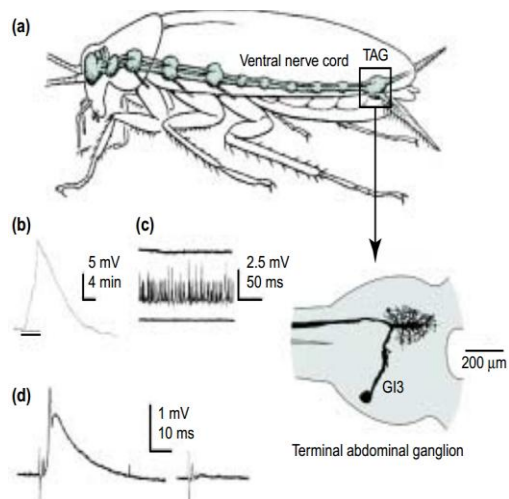 (a)
Ventral nerve cord
TAG
(b)
5 mV
4 min
(c)
2.5 mV
50 ms
GI3
200 μm
Terminal abdominal ganglion
(d)
1 mV
10 ms